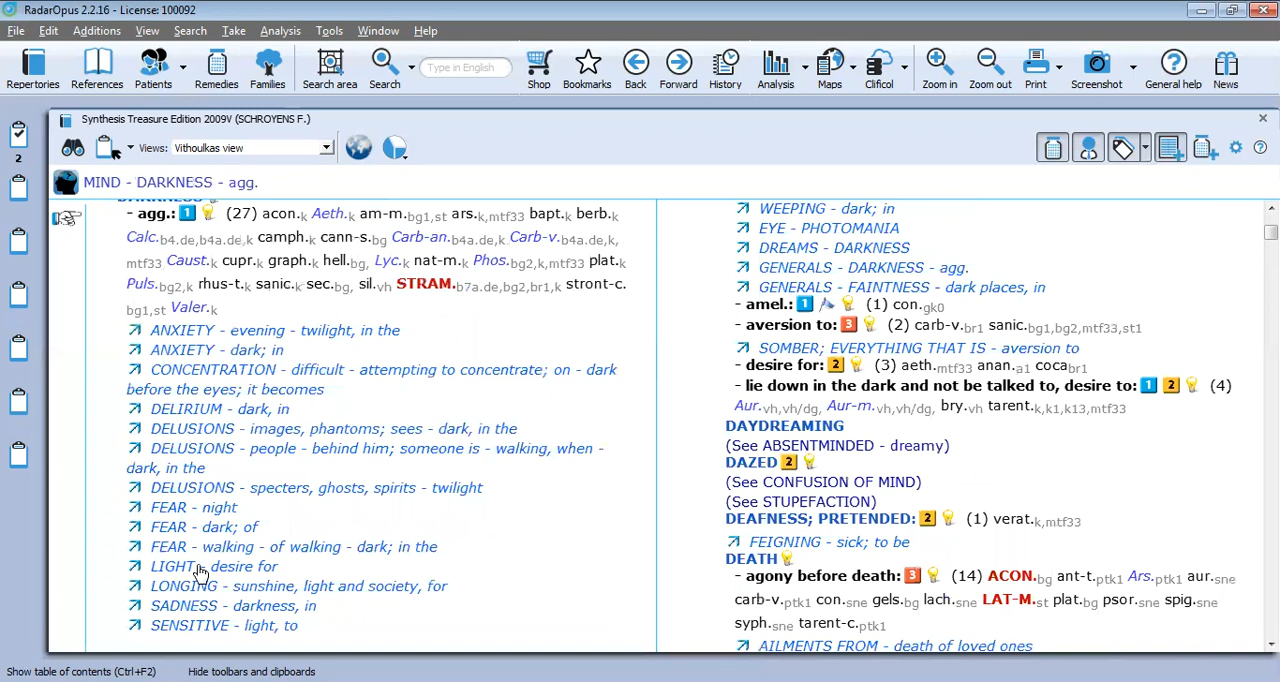 RadarOpus 2.2.16 - License: 100092
File Edit Additions View Search Take Analysis Tools Window Help
Type in English
Repertories References Patients Remedies Families Search area Search Shop Bookmarks Back Forward History Analysis Maps Clificol Zoom in Zoom out Print Screenshot General help News
Synthesis Treasure Edition 2009V (SCHROYENS F.)
2
Views: Vithoulkas view
MIND - DARKNESS - agg.
- agg.: 1 (27) acon.k Aeth.k am-m.bg1,st ars.k,mtf33 bapt.k berb.k
Calc.b4.de,b4a.de,k camph.k cann-s.bg Carb-an.b4a.de,k Carb-v.b4a.de,k,
mtf33 Caust.k cupr.k graph.k hell.bg, Lyc.k nat-m.k Phos.bg2,k,mtf33 plat.k
Puls.bg2,k rhus-t.k sanic.k sec.bg, sil.vh STRAM.b7a.de,bg2,br1,k stront-c.
bg1,st Valer.k
ANXIETY - evening - twilight, in the
ANXIETY - dark; in
CONCENTRATION - difficult - attempting to concentrate; on - dark
before the eyes; it becomes
DELIRIUM - dark, in
DELUSIONS - images, phantoms; sees - dark, in the
DELUSIONS - people - behind him; someone is - walking, when -
dark, in the
DELUSIONS - specters, ghosts, spirits - twilight
FEAR - night
FEAR - dark; of
FEAR - walking - of walking - dark; in the
LIGHT - desire for
LONGING - sunshine, light and society, for
SADNESS - darkness, in
SENSITIVE - light, to
WEEPING - dark; in
EYE - PHOTOMANIA
DREAMS - DARKNESS
GENERALS - DARKNESS - agg.
GENERALS - FAINTNESS - dark places, in
- amel.: 1 (1) con.gk0
- aversion to: 3 (2) carb-v.br1 sanic.bg1,bg2,mtf33,st1
SOMBER; EVERYTHING THAT IS - aversion to
- desire for: 2 (3) aeth.mtf33 anan.a1 cocabr1
- lie down in the dark and not be talked to, desire to: 1 2 (4)
Aur.vh,vh/dg, Aur-m.vh,vh/dg, bry.vh tarent.k,k1,k13,mtf33
DAYDREAMING
(See ABSENTMINDED - dreamy)
DAZED 2
(See CONFUSION OF MIND)
(See STUPEFACTION)
DEAFNESS; PRETENDED: 2 (1) verat.k,mtf33
FEIGNING - sick; to be
DEATH
- agony before death: 3 (14) ACON.bg ant-t.ptk1 Ars.ptk1 aur.sne
carb-v.ptk1 con.sne gels.bg lach.sne LAT-M.st plat.bg psor.sne spig.sne
syph.sne tarent-c.ptk1
AILMENTS FROM - death of loved ones
Show table of contents (Ctrl+F2) Hide toolbars and clipboards